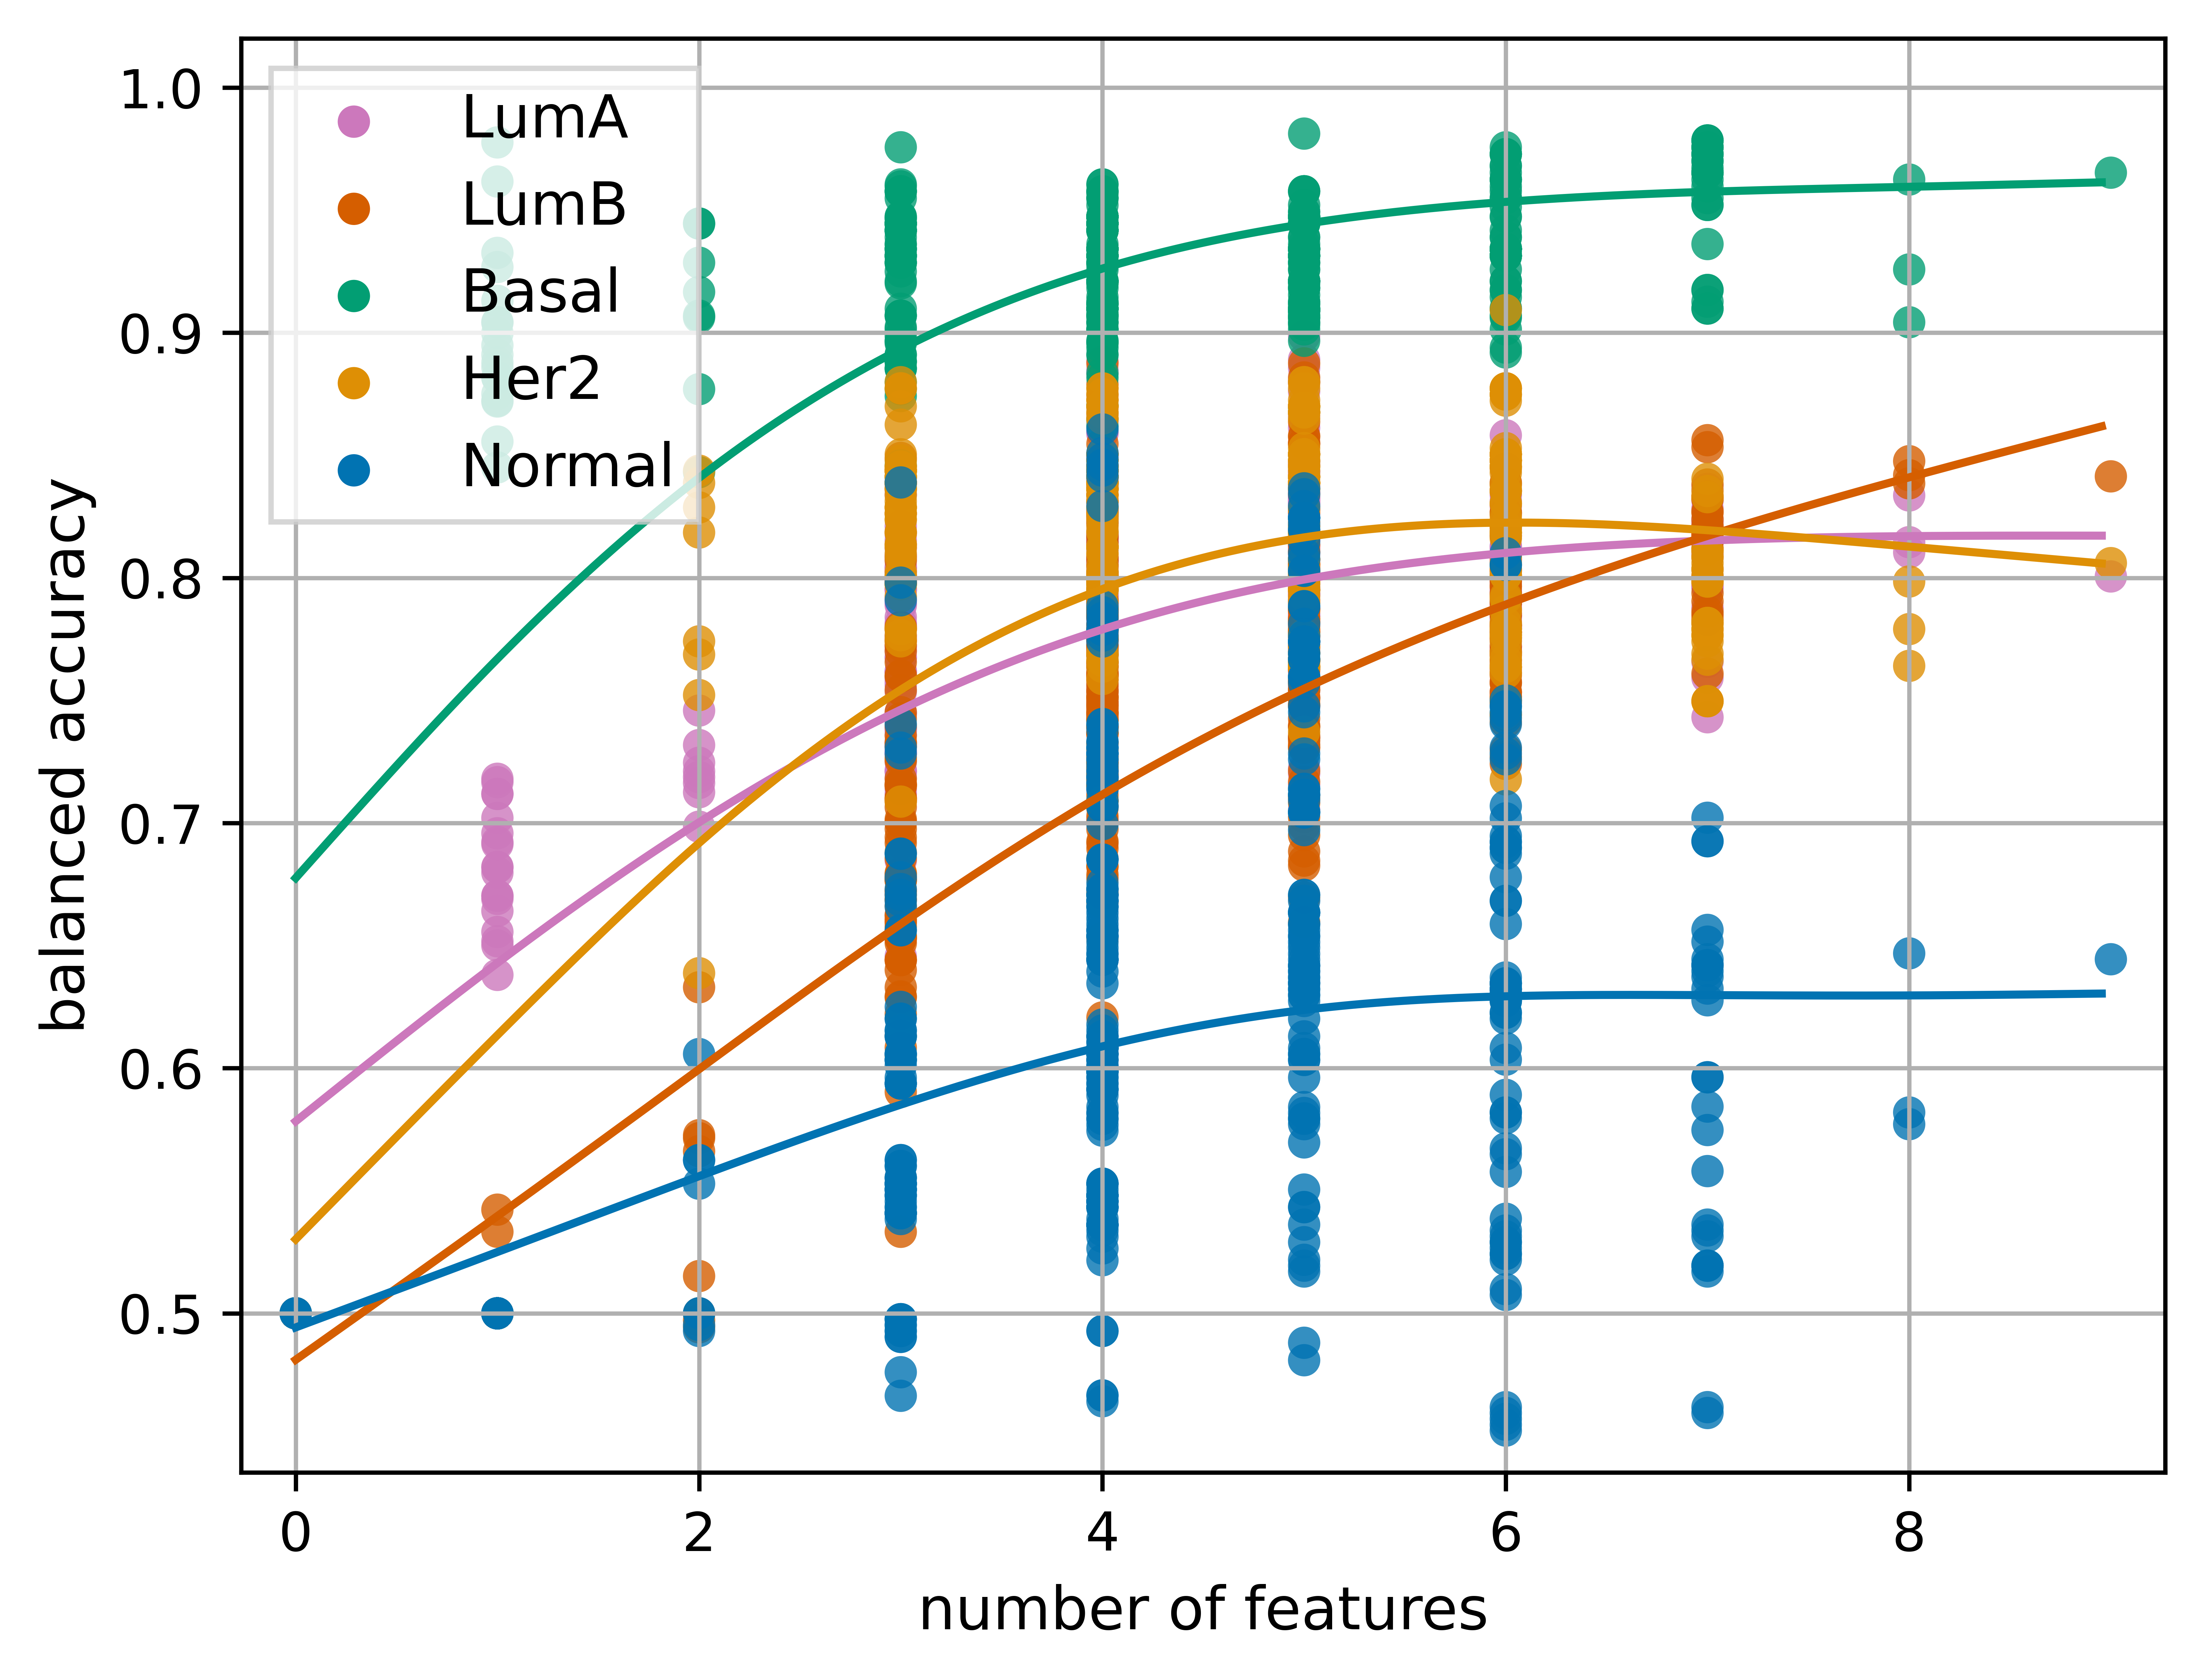 1.0
0.9
0.8
0.7
0.6
0.5
balanced accuracy
LumA
LumB
Basal
Her2
Normal
0 2 4 6 8
number of features